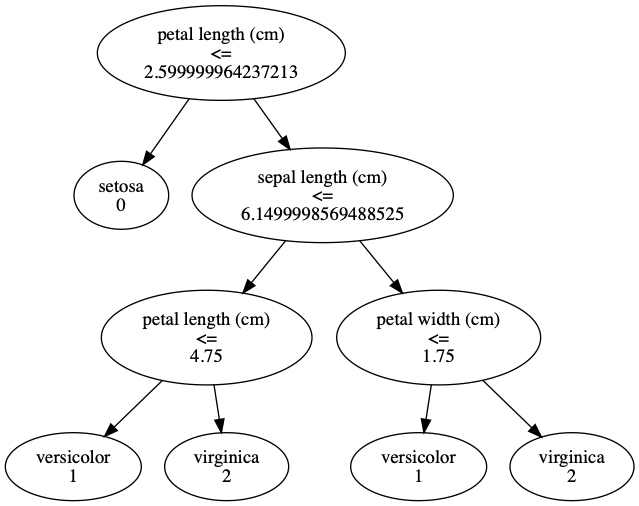 petal length (cm)
<=
2.599999964237213
setosa
0
sepal length (cm)
<=
6.1499998569488525
petal length (cm)
<=
4.75
petal width (cm)
<=
1.75
versicolor
1
virginica
2
versicolor
1
virginica
2